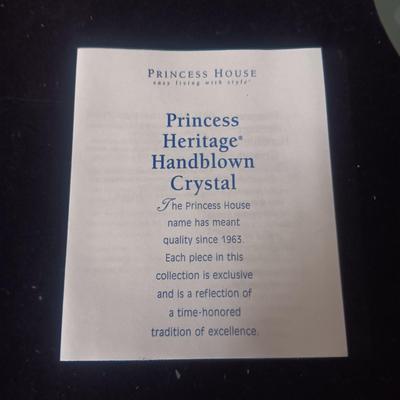 PRINCESS HOUSE
easy living with style*
Princess
Heritage®
Handblown
Crystal
The Princess House
name has meant
quality since 1963.
Each piece in this
collection is exclusive
and is a reflection of
a time-honored
tradition of excellence.